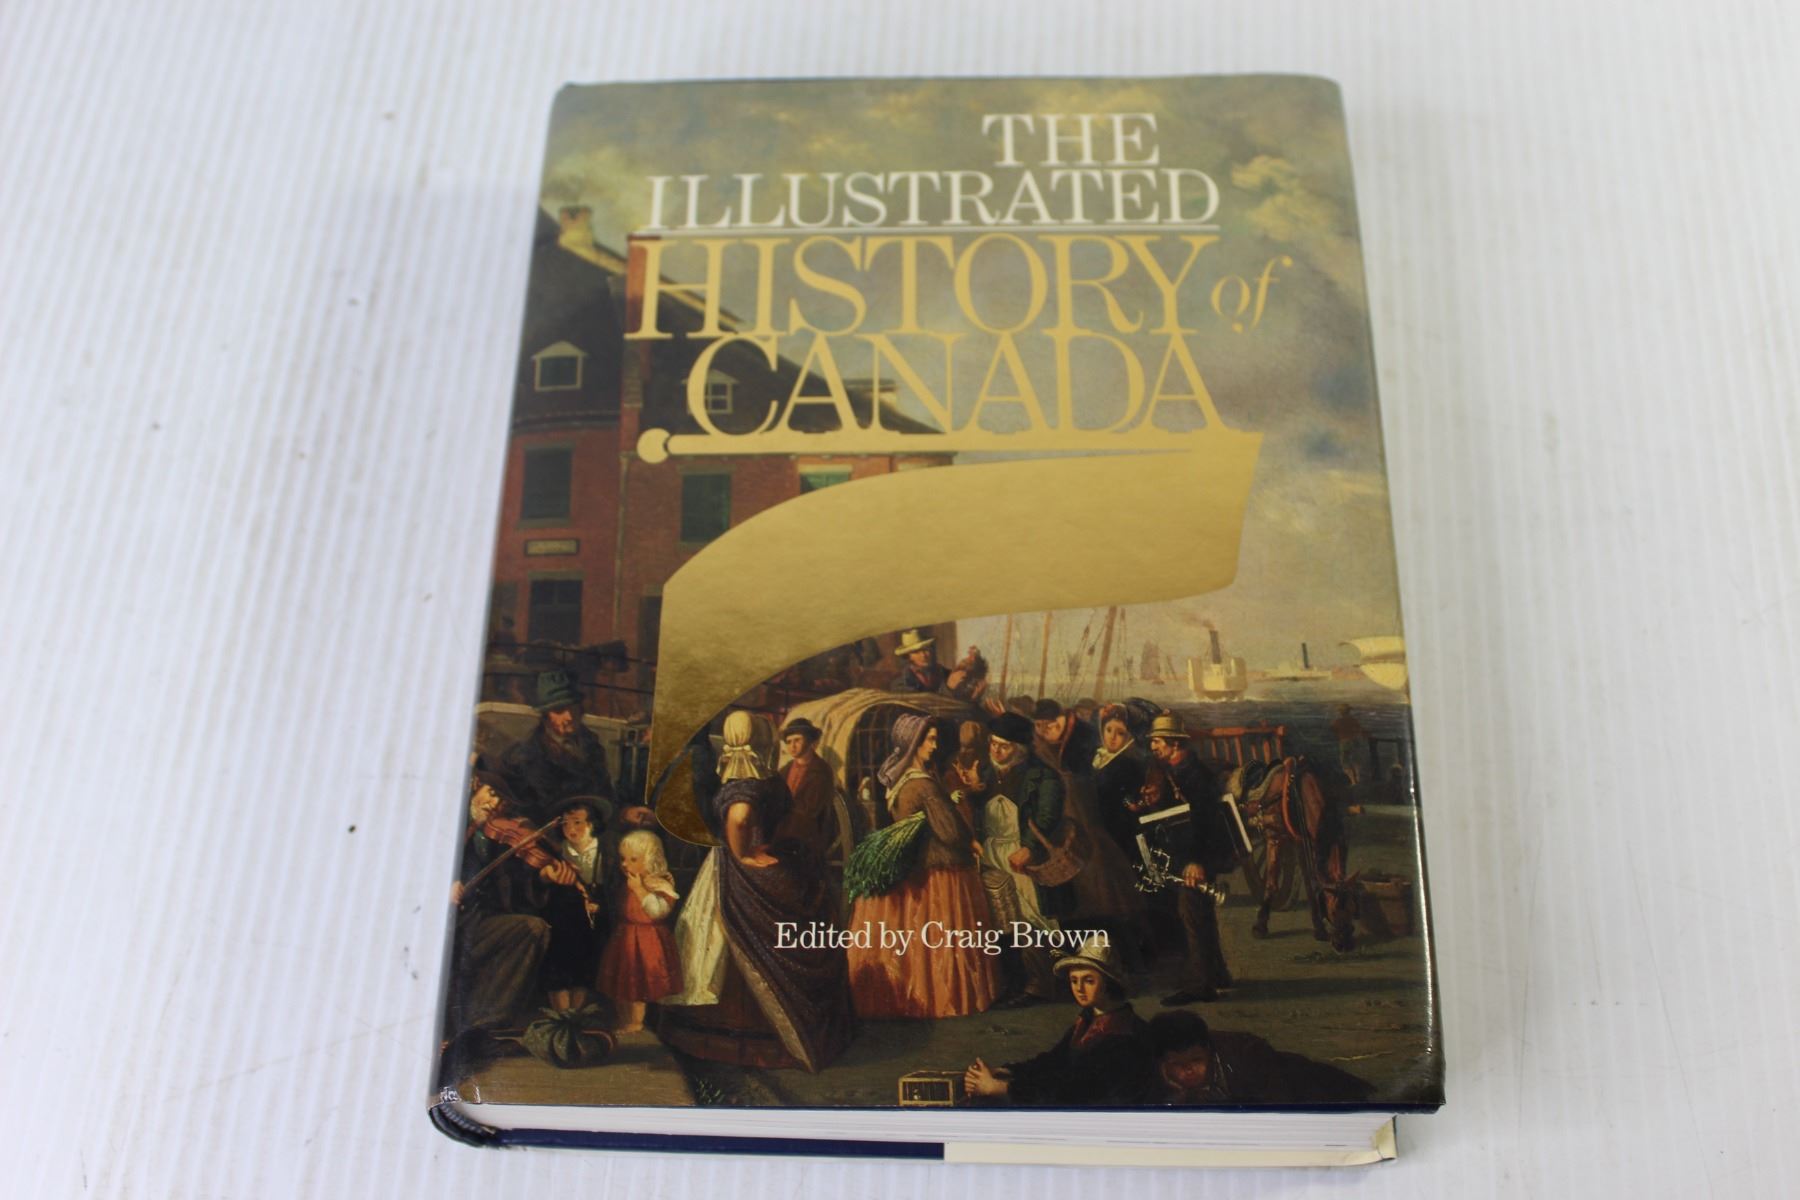 THE
ILLUSTRATED
HISTORY of
CANADA
Edited by Craig Brown